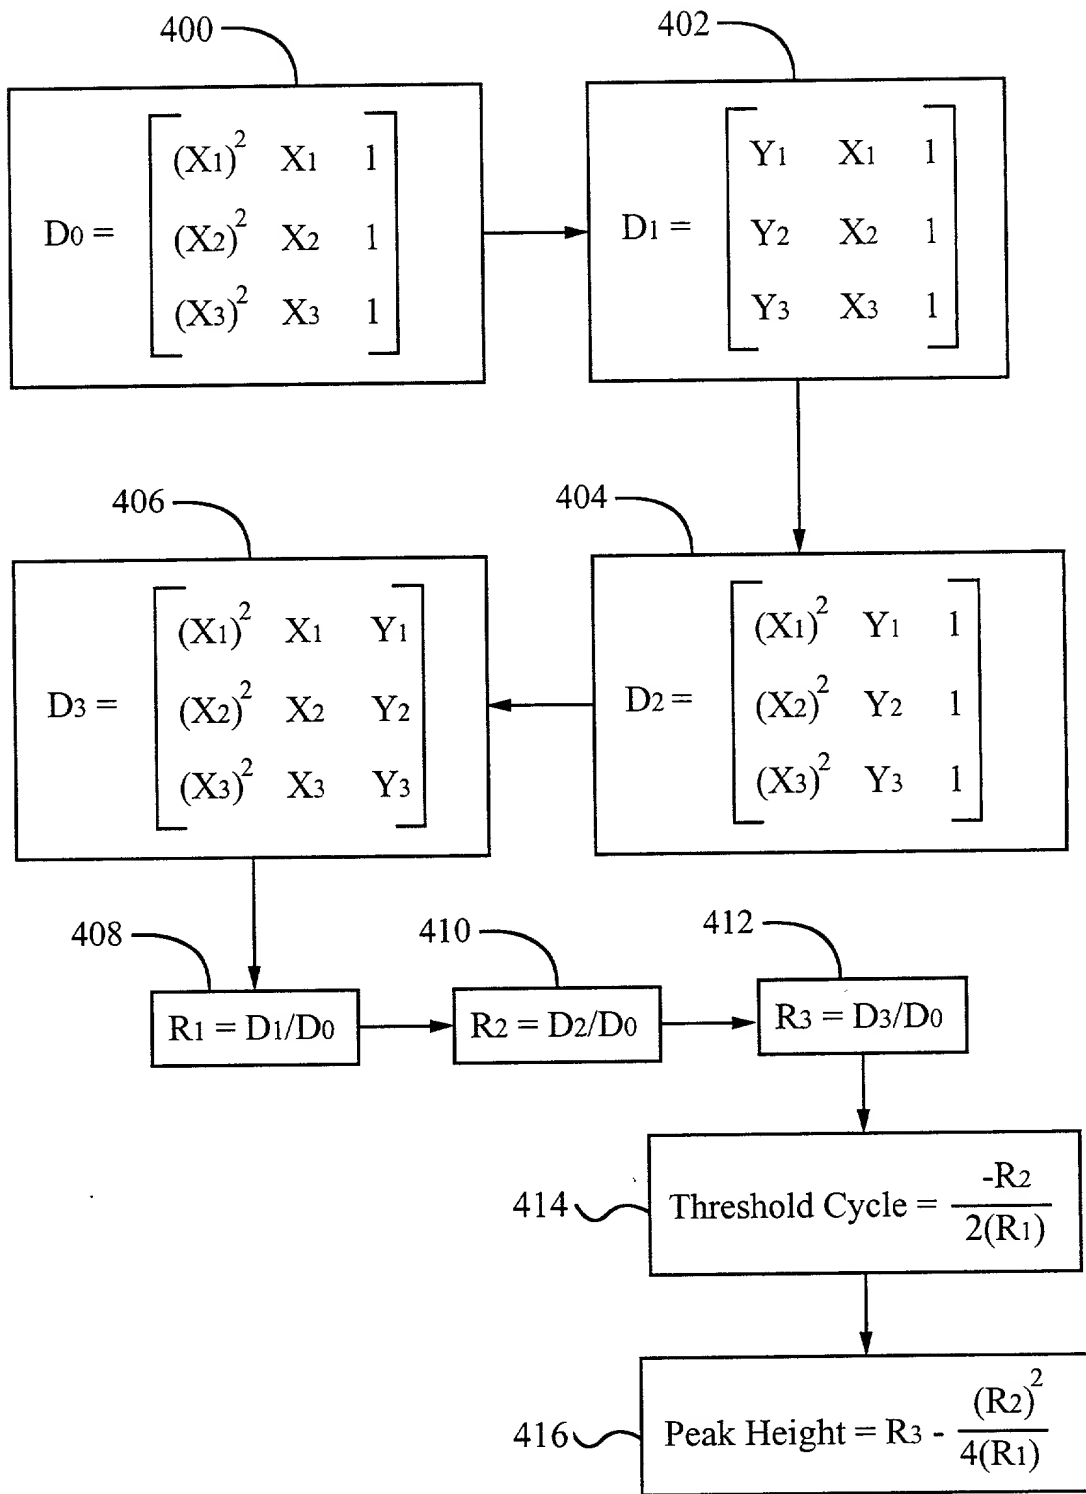 400
402
D0 =
(X1)² X1 1
(X2)² X2 1
(X3)² X3 1
D1 =
Y1 X1 1
Y2 X2 1
Y3 X3 1
406
404
D3 =
(X1)² X1 Y1
(X2)² X2 Y2
(X3)² X3 Y3
D2 =
(X1)² Y1 1
(X2)² Y2 1
(X3)² Y3 1
408
410
412
R1 = D1/D0
R2 = D2/D0
R3 = D3/D0
414
Threshold Cycle = -R2 / 2(R1)
416
Peak Height = R3 - (R2)² / 4(R1)